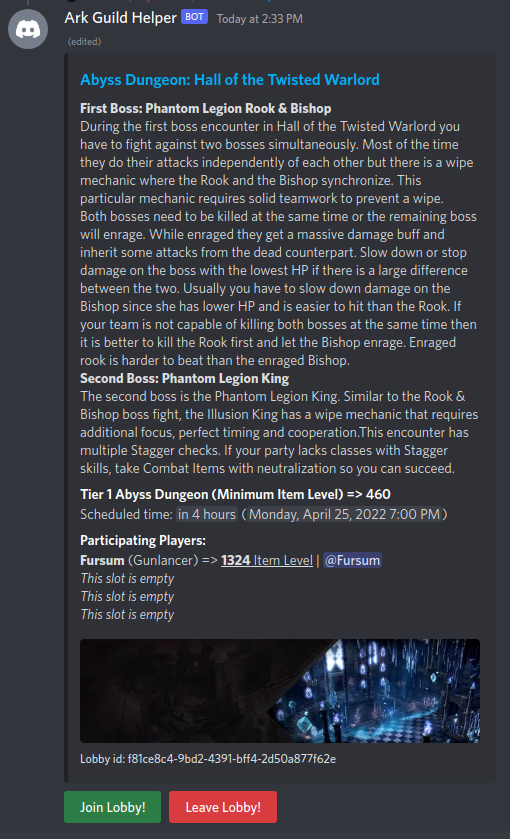 Ark Guild Helper BOT Today at 2:33 PM
(edited)
Abyss Dungeon: Hall of the Twisted Warlord
First Boss: Phantom Legion Rook & Bishop
During the first boss encounter in Hall of the Twisted Warlord you
have to fight against two bosses simultaneously. Most of the time
they do their attacks independently of each other but there is a wipe
mechanic where the Rook and the Bishop synchronize. This
particular mechanic requires solid teamwork to prevent a wipe.
Both bosses need to be killed at the same time or the remaining boss
will enrage. While enraged they get a massive damage buff and
inherit some attacks from the dead counterpart. Slow down or stop
damage on the boss with the lowest HP if there is a large difference
between the two. Usually you have to slow down damage on the
Bishop since she has lower HP and is easier to hit than the Rook. If
your team is not capable of killing both bosses at the same time then
it is better to kill the Rook first and let the Bishop enrage. Enraged
rook is harder to beat than the enraged Bishop.
Second Boss: Phantom Legion King
The second boss is the Phantom Legion King. Similar to the Rook &
Bishop boss fight, the Illusion King has a wipe mechanic that requires
additional focus, perfect timing and cooperation.This encounter has
multiple Stagger checks. If your party lacks classes with Stagger
skills, take Combat Items with neutralization so you can succeed.
Tier 1 Abyss Dungeon (Minimum Item Level) => 460
Scheduled time: in 4 hours (Monday, April 25, 2022 7:00 PM)
Participating Players:
Fursum (Gunlancer) => 1324 Item Level | @Fursum
This slot is empty
This slot is empty
This slot is empty
Lobby id: f81ce8c4-9bd2-4391-bff4-2d50a877f62e
Join Lobby! Leave Lobby!